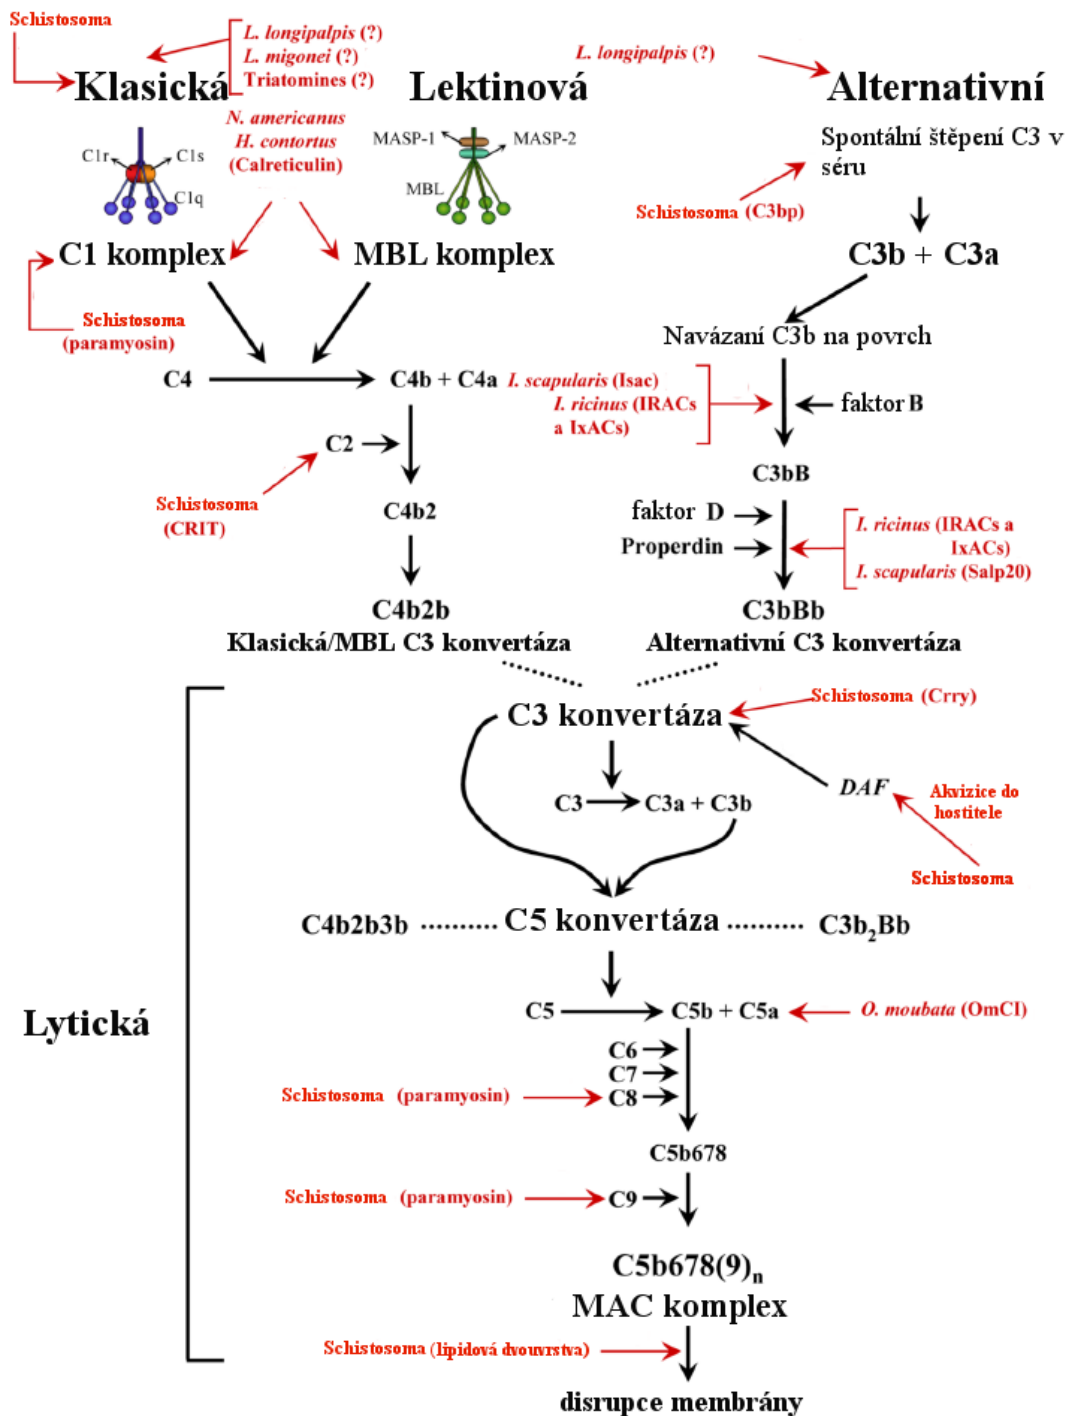 Schistosoma
L. longipalpis (?)
L. migonei (?)
Triatomines (?)
L. longipalpis (?)
Klasická
Lektinová
Alternativní
N. americanus
H. contortus
(Calreticulin)
C1r
C1s
C1q
MASP-1
MASP-2
MBL
Spontální štěpení C3 v
séru
Schistosoma (C3bp)
C1 komplex
MBL komplex
C3b + C3a
Schistosoma
(paramyosin)
Navázaní C3b na povrch
C4
C4b + C4a
I. scapularis (Isac)
I. ricinus (IRACs
a IxACs)
faktor B
C2
C3bB
Schistosoma
(CRIT)
C4b2
faktor D
Properdin
I. ricinus (IRACs a
IxACs)
I. scapularis (Salp20)
C4b2b
Klasická/MBL C3 konvertáza
C3bBb
Alternativní C3 konvertáza
C3 konvertáza
Schistosoma (Crry)
C3
C3a + C3b
DAF
Akvizice do
hostitele
Schistosoma
C4b2b3b
C5 konvertáza
C3b₂Bb
Lytická
C5
C5b + C5a
O. moubata (OmCI)
C6
C7
Schistosoma (paramyosin)
C8
C5b678
Schistosoma (paramyosin)
C9
C5b678(9)ₙ
MAC komplex
Schistosoma (lipidová dvouvrstva)
disrupce membrány